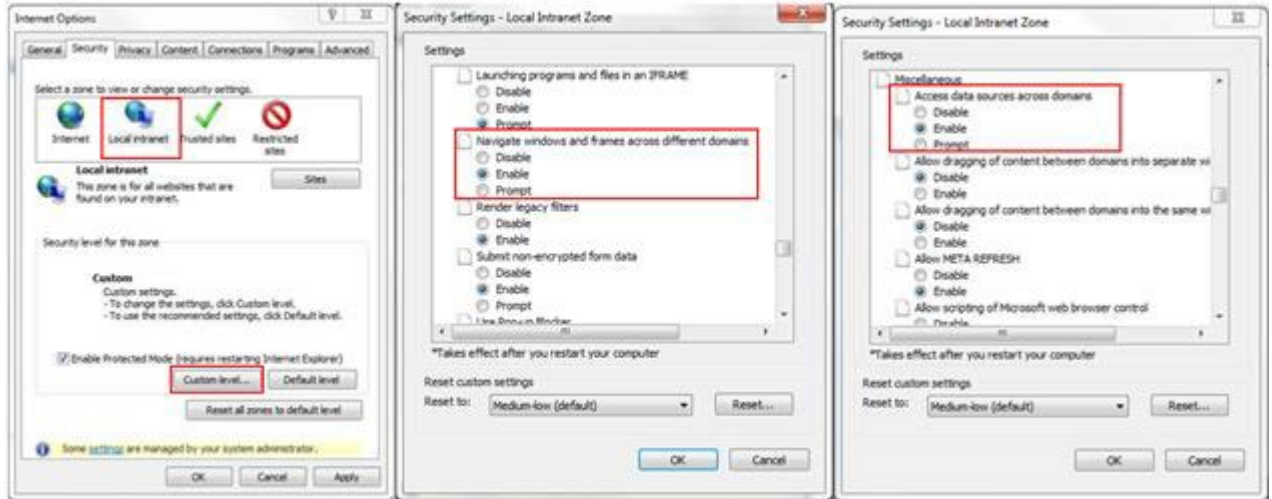 Internet Options
General Security Privacy Content Connections Programs Advanced
Select a zone to view or change security settings.
Internet Local intranet Trusted sites Restricted
sites
Local intranet
This zone is for all websites that are
found on your intranet.
Sites
Security level for this zone
Custom
Custom settings.
- To change the settings, click Custom level.
- To use the recommended settings, click Default level.
Enable Protected Mode (requires restarting Internet Explorer)
Custom level... Default level
Reset all zones to default level
Some settings are managed by your system administrator.
OK Cancel Apply
Security Settings - Local Intranet Zone
Settings
Launching programs and files in an IFRAME
Disable
Enable
Prompt
Navigate windows and frames across different domains
Disable
Enable
Prompt
Render legacy filters
Disable
Enable
Submit non-encrypted form data
Disable
Enable
Prompt
Use Pop-up Blocker
*Takes effect after you restart your computer
Reset custom settings
Reset to: Medium-low (default) Reset...
OK Cancel
Security Settings - Local Intranet Zone
Settings
Miscellaneous
Access data sources across domains
Disable
Enable
Prompt
Allow dragging of content between domains into separate wi
Disable
Enable
Allow dragging of content between domains into the same wi
Disable
Enable
Allow META REFRESH
Disable
Enable
Allow scripting of Microsoft web browser control
Disable
*Takes effect after you restart your computer
Reset custom settings
Reset to: Medium-low (default) Reset...
OK Cancel